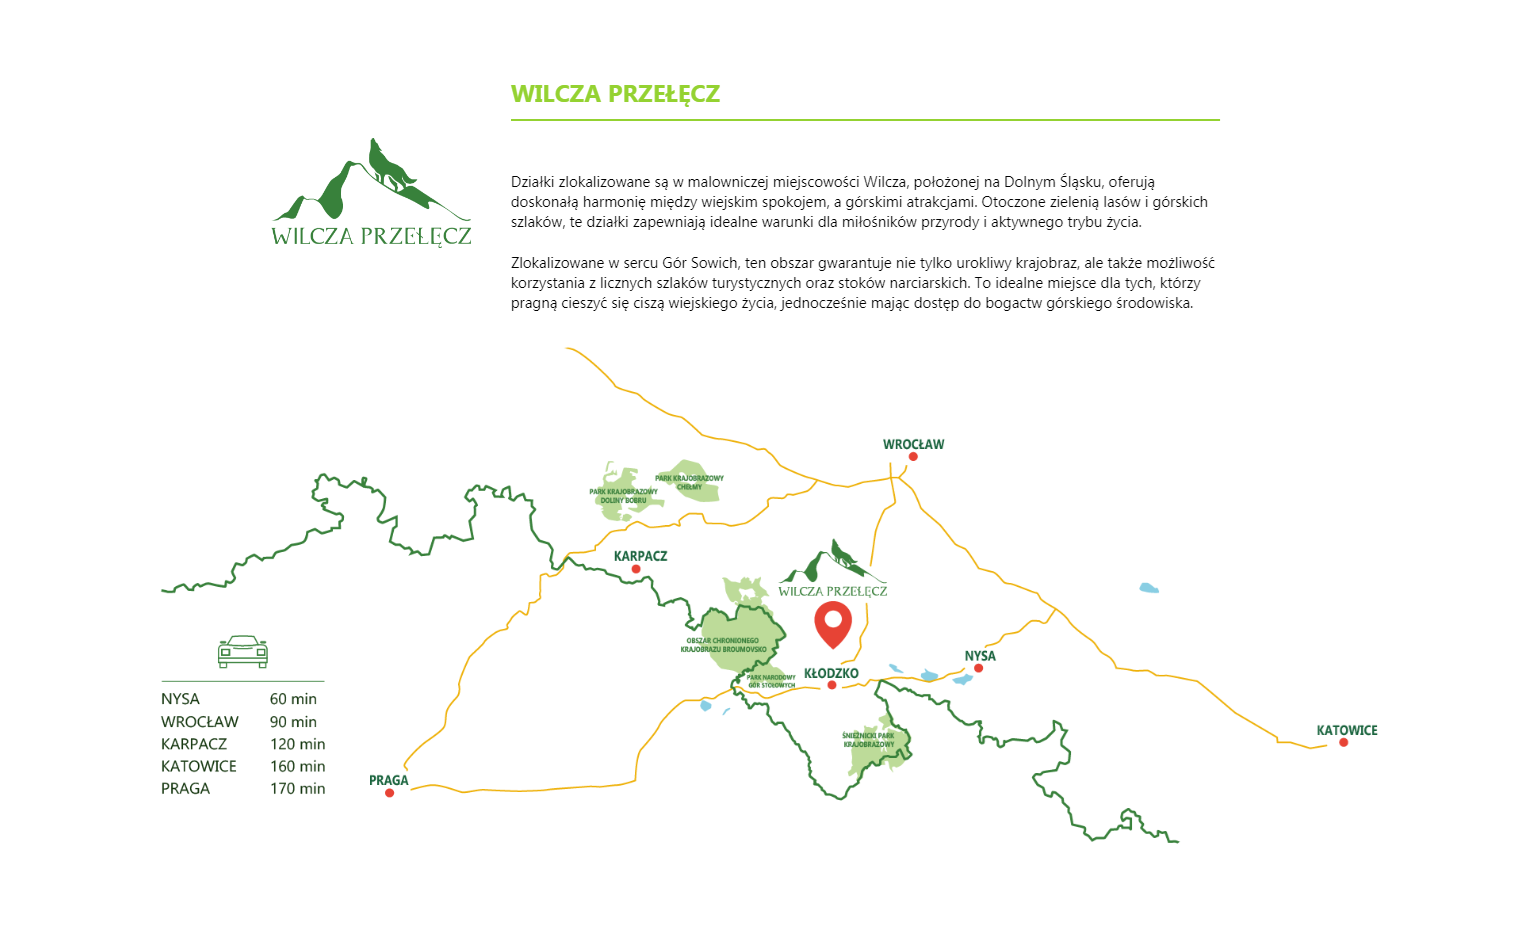 WILCZA PRZEŁĘCZ
WILCZA PRZEŁĘCZ
Działki zlokalizowane są w malowniczej miejscowości Wilcza, położonej na Dolnym Śląsku, oferują
doskonałą harmonię między wiejskim spokojem, a górskimi atrakcjami. Otoczone zielenią lasów i górskich
szlaków, te działki zapewniają idealne warunki dla miłośników przyrody i aktywnego trybu życia.
Zlokalizowane w sercu Gór Sowich, ten obszar gwarantuje nie tylko urokliwy krajobraz, ale także możliwość
korzystania z licznych szlaków turystycznych oraz stoków narciarskich. To idealne miejsce dla tych, którzy
pragną cieszyć się ciszą wiejskiego życia, jednocześnie mając dostęp do bogactw górskiego środowiska.
WROCŁAW
PARK KRAJOBRAZOWY
CHEŁMY
PARK KRAJOBRAZOWY
DOLINY BOBRU
KARPACZ
WILCZA PRZEŁĘCZ
OBSZAR CHRONIONEGO
KRAJOBRAZU BROUMOVSKO
NYSA
KŁODZKO
PARK NARODOWY
GÓR STOŁOWYCH
ŚNIEŻNICKI PARK
KRAJOBRAZOWY
KATOWICE
PRAGA
NYSA 60 min
WROCŁAW 90 min
KARPACZ 120 min
KATOWICE 160 min
PRAGA 170 min